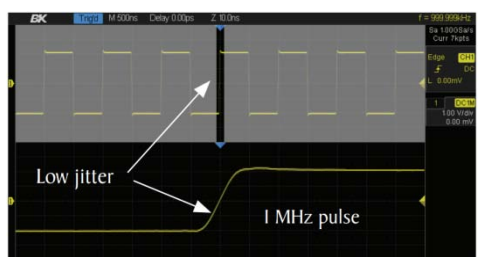 BK Trig'd M 500ns Delay 0.00ps Z 10.0ns f = 999.999kHz
Sa 1.80GSa/s
Curr 7kpts
Edge CH1
DC
L 0.00mV
1 DC1M
1.00 V/div
0.00 mV
Low jitter
1 MHz pulse